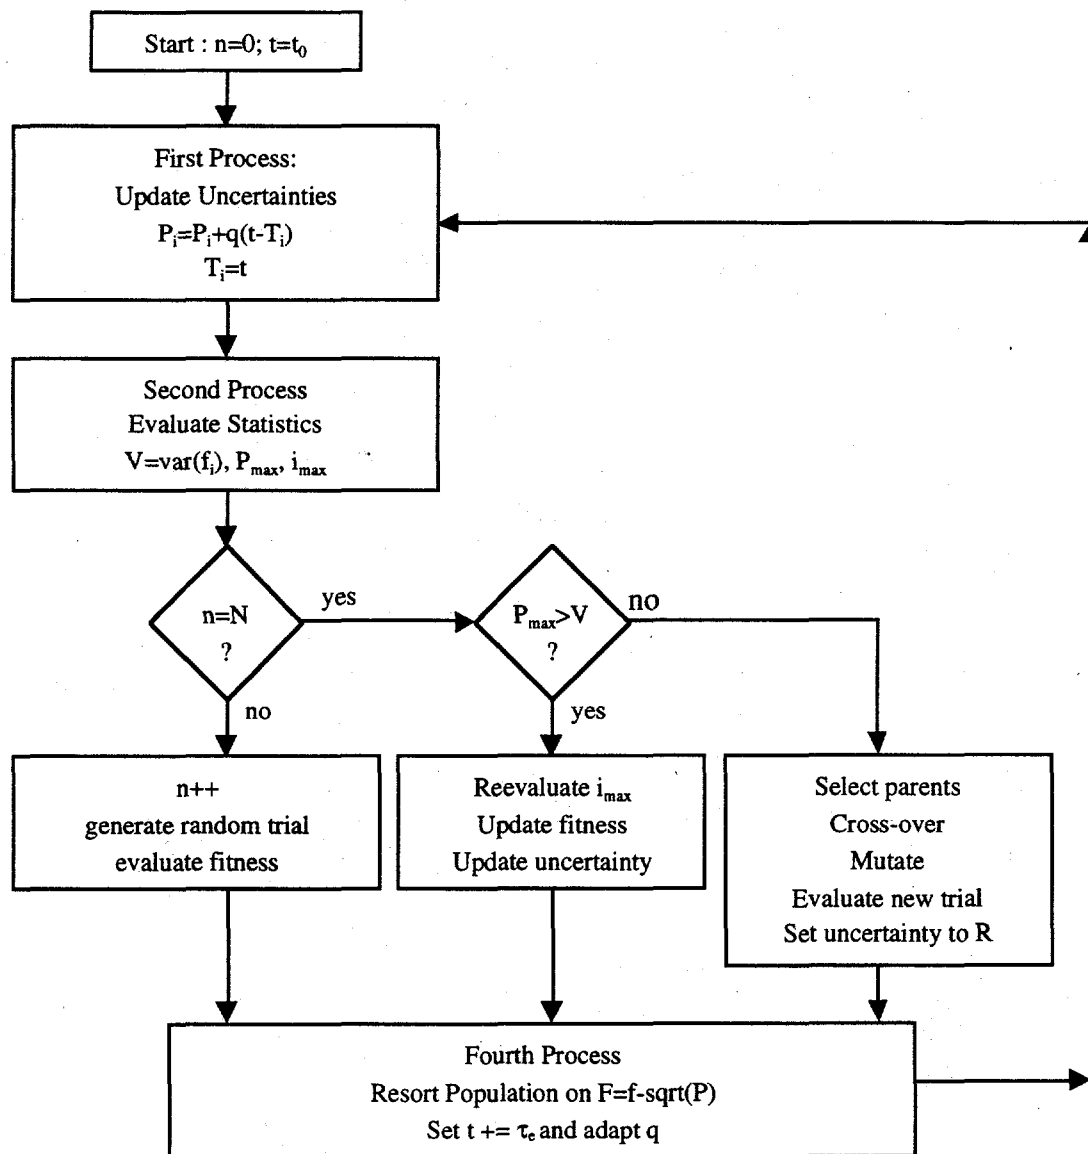 Start : n=0; t=t₀
First Process:
Update Uncertainties
Pᵢ=Pᵢ+q(t-Tᵢ)
Tᵢ=t
Second Process
Evaluate Statistics
V=var(fᵢ), Pmax, imax
n=N
?
yes
no
Pmax>V
?
no
yes
n++
generate random trial
evaluate fitness
Reevaluate imax
Update fitness
Update uncertainty
Select parents
Cross-over
Mutate
Evaluate new trial
Set uncertainty to R
Fourth Process
Resort Population on F=f-sqrt(P)
Set t += τₑ and adapt q